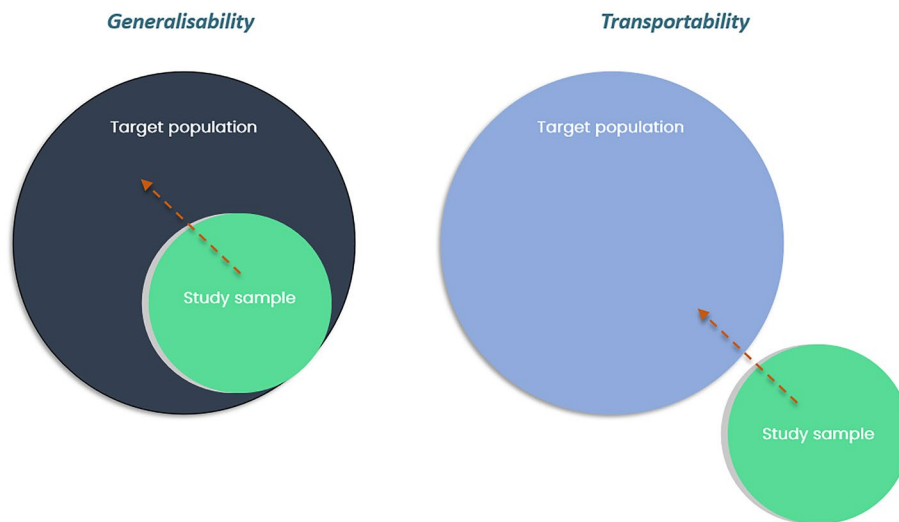 Generalisability
Transportability
Target population
Target population
Study sample
Study sample